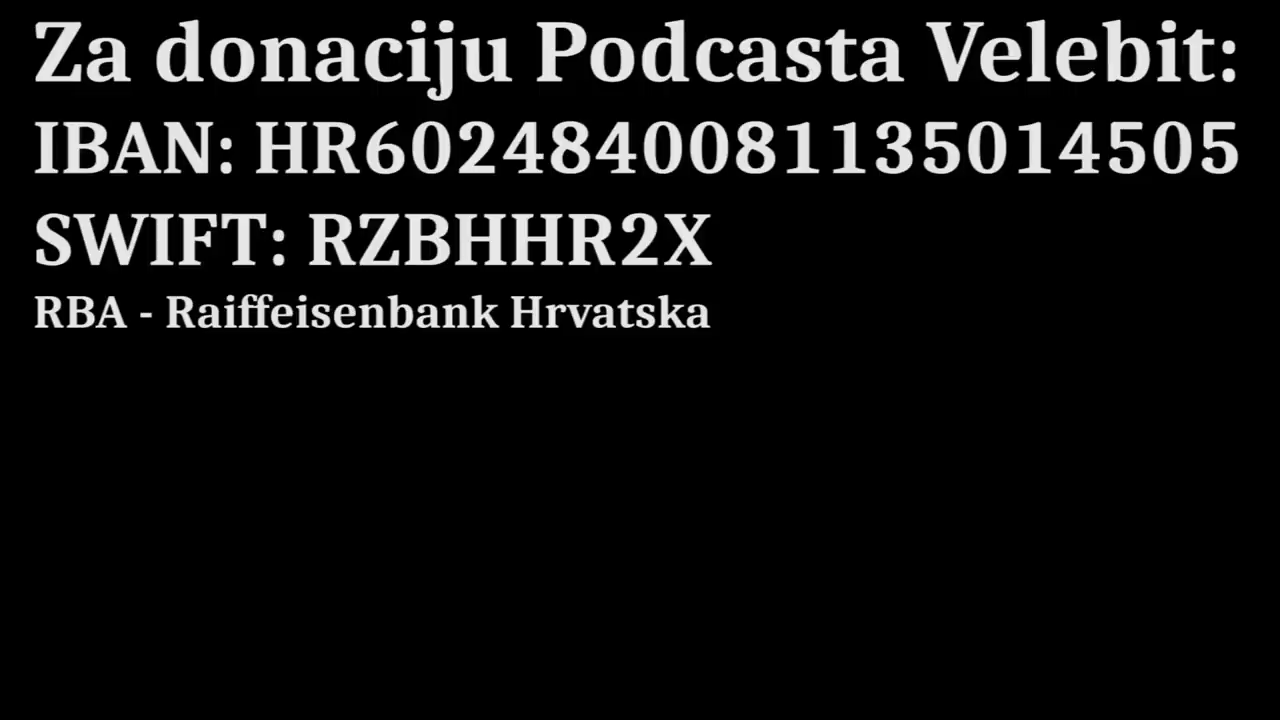 Za donaciju Podcasta Velebit:
IBAN: HR6024840081135014505
SWIFT: RZBHHR2X
RBA - Raiffeisenbank Hrvatska